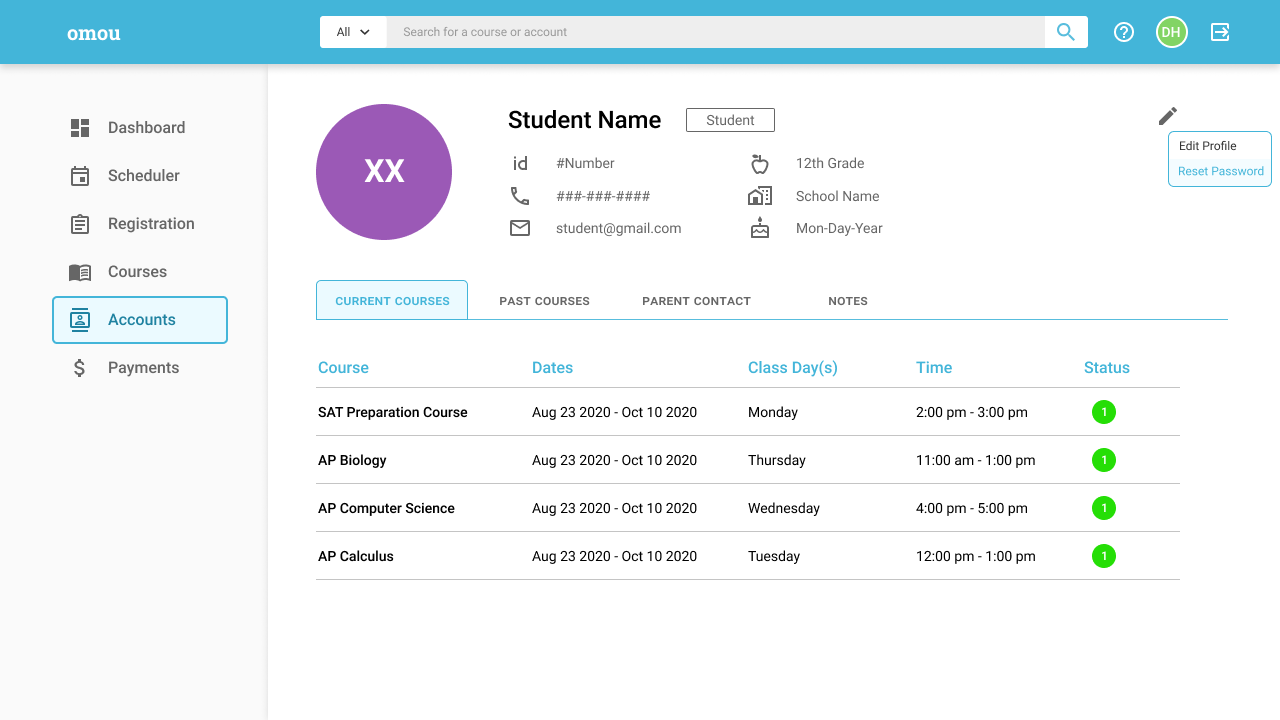 omou
All
Search for a course or account
DH
Dashboard
Scheduler
Registration
Courses
Accounts
Payments
XX
Student Name
Student
id #Number
12th Grade
###-###-####
School Name
student@gmail.com
Mon-Day-Year
Edit Profile
Reset Password
CURRENT COURSES PAST COURSES PARENT CONTACT NOTES
Course Dates Class Day(s) Time Status
SAT Preparation Course Aug 23 2020 - Oct 10 2020 Monday 2:00 pm - 3:00 pm 1
AP Biology Aug 23 2020 - Oct 10 2020 Thursday 11:00 am - 1:00 pm 1
AP Computer Science Aug 23 2020 - Oct 10 2020 Wednesday 4:00 pm - 5:00 pm 1
AP Calculus Aug 23 2020 - Oct 10 2020 Tuesday 12:00 pm - 1:00 pm 1